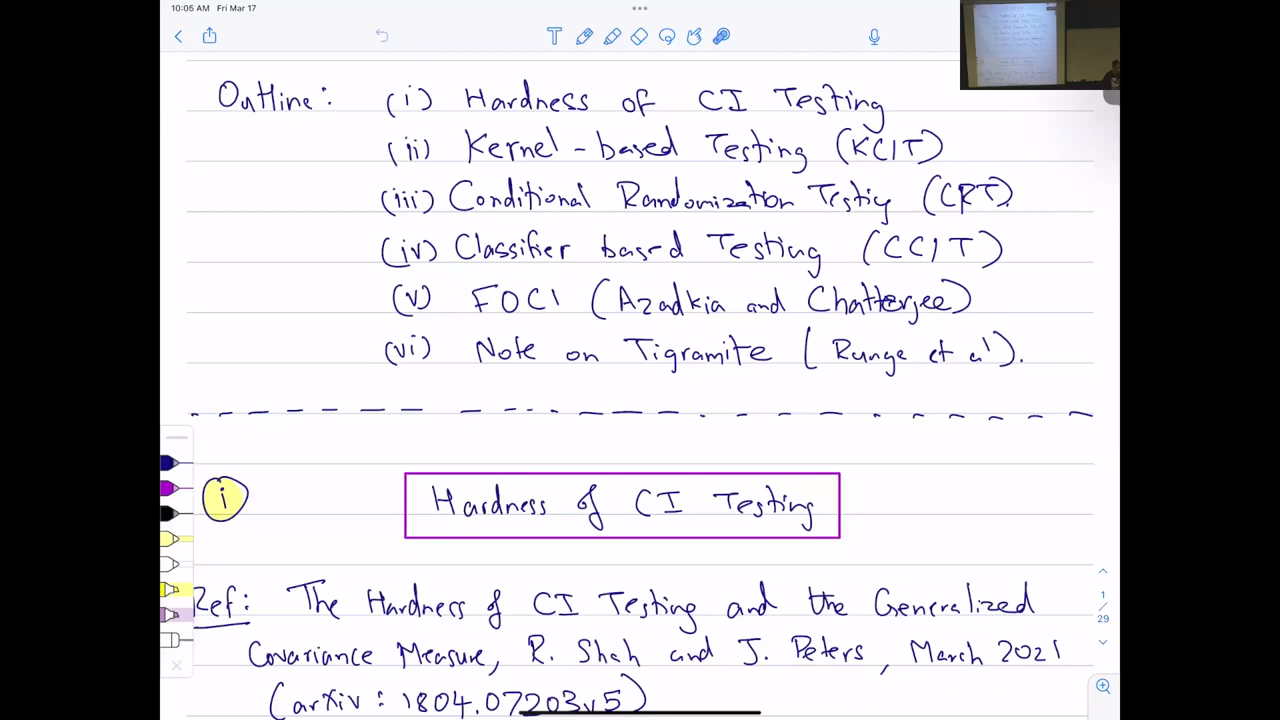 10:05 AM Fri Mar 17
Outline: (i) Hardness of CI Testing
(ii) Kernel-based Testing (KCIT)
(iii) Conditional Randomization Testig (CRT)
(iv) Classifier based Testing (CCIT)
(v) FOCI (Azadkia and Chatterjee)
(vi) Note on Tigramite (Runge et al).
i Hardness of CI Testing
Ref: The Hardness of CI Testing and the Generalized
Covariance Measure, R. Shah and J. Peters, March 2021
(arxiv: 1804.07203v5)
1
/
29